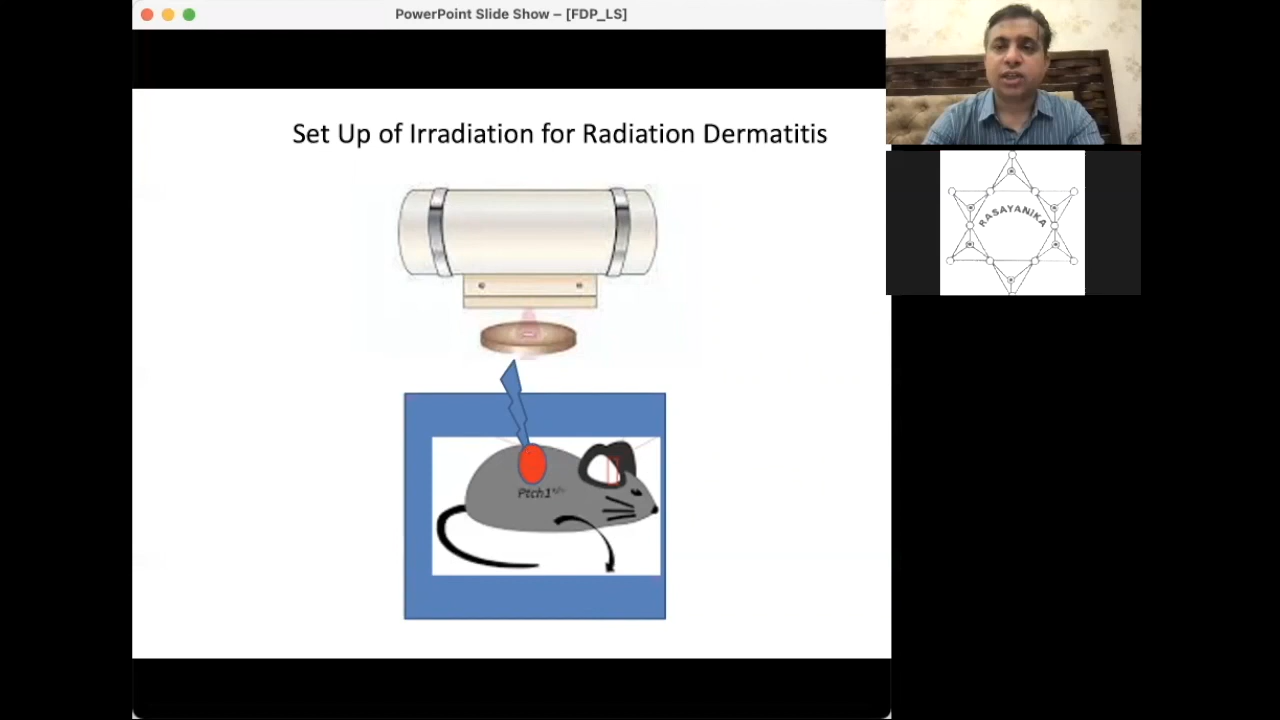 PowerPoint Slide Show – [FDP_LS]
Set Up of Irradiation for Radiation Dermatitis
RASAYANIKA
Ptch1+/-